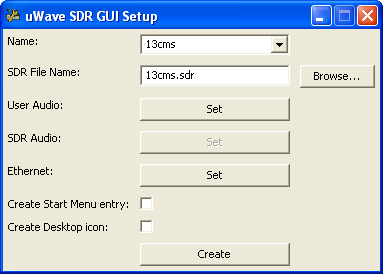 uWave SDR GUI Setup
Name: 13cms
SDR File Name: 13cms.sdr Browse...
User Audio: Set
SDR Audio: Set
Ethernet: Set
Create Start Menu entry:
Create Desktop icon:
Create